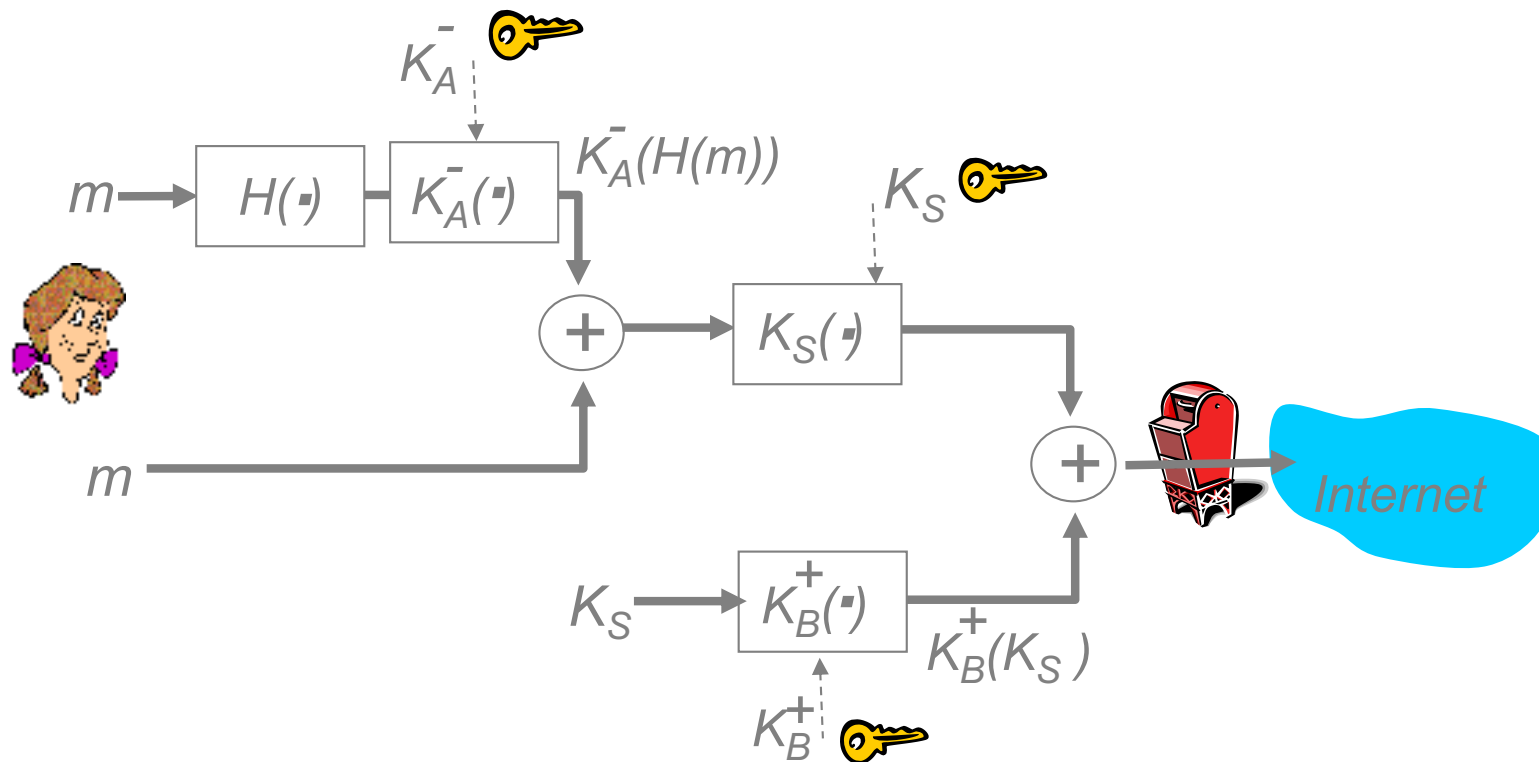 K_A^-
K_A^-(H(m))
m
H(▪)
K_A^-(▪)
K_S
+
K_S(▪)
m
+
Internet
K_S
K_B^+(▪)
K_B^+(K_S )
K_B^+